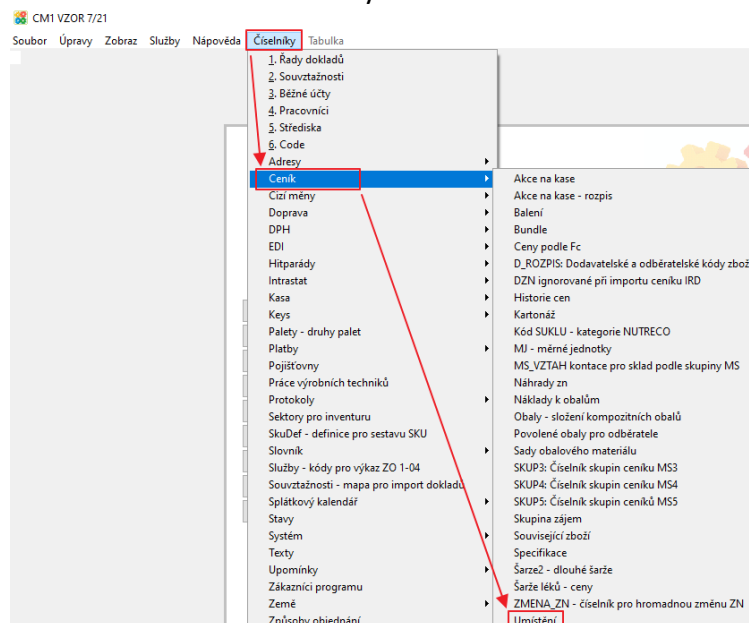 CM1 VZOR 7/21
Soubor Úpravy Zobraz Služby Nápověda Číselníky Tabulka
1. Řady dokladů
2. Souvztažnosti
3. Běžné účty
4. Pracovníci
5. Střediska
6. Code
Adresy
Ceník
Cizí měny
Doprava
DPH
EDI
Hitparády
Intrastat
Kasa
Keys
Palety - druhy palet
Platby
Pojišťovny
Práce výrobních techniků
Protokoly
Sektory pro inventuru
SkuDef - definice pro sestavu SKU
Slovník
Služby - kódy pro výkaz ZO 1-04
Souvztažnosti - mapa pro import dokladu
Splátkový kalendář
Stavy
Systém
Texty
Upomínky
Zákazníci programu
Země
Způsoby objednání
Akce na kase
Akce na kase - rozpis
Balení
Bundle
Ceny podle Fc
D_ROZPIS: Dodavatelské a odběratelské kódy zbož
DZN ignorované při importu ceníku IRD
Historie cen
Kartonáž
Kód SUKLU - kategorie NUTRECO
MJ - měrné jednotky
MS_VZTAH kontace pro sklad podle skupiny MS
Náhrady zn
Náklady k obalům
Obaly - složení kompozitních obalů
Povolené obaly pro odběratele
Sady obalového materiálu
SKUP3: Číselník skupin ceníku MS3
SKUP4: Číselník skupin ceníku MS4
SKUP5: Číselník skupin ceníků MS5
Skupina zájem
Související zboží
Specifikace
Šarze2 - dlouhé šarže
Šarže léků - ceny
ZMENA_ZN - číselník pro hromadnou změnu ZN
Umístění